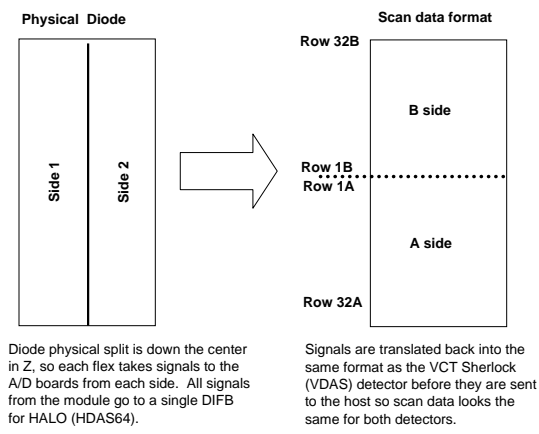 Physical Diode
Side 1
Side 2
Diode physical split is down the center
in Z, so each flex takes signals to the
A/D boards from each side. All signals
from the module go to a single DIFB
for HALO (HDAS64).
Scan data format
Row 32B
B side
Row 1B
Row 1A
A side
Row 32A
Signals are translated back into the
same format as the VCT Sherlock
(VDAS) detector before they are sent
to the host so scan data looks the
same for both detectors.